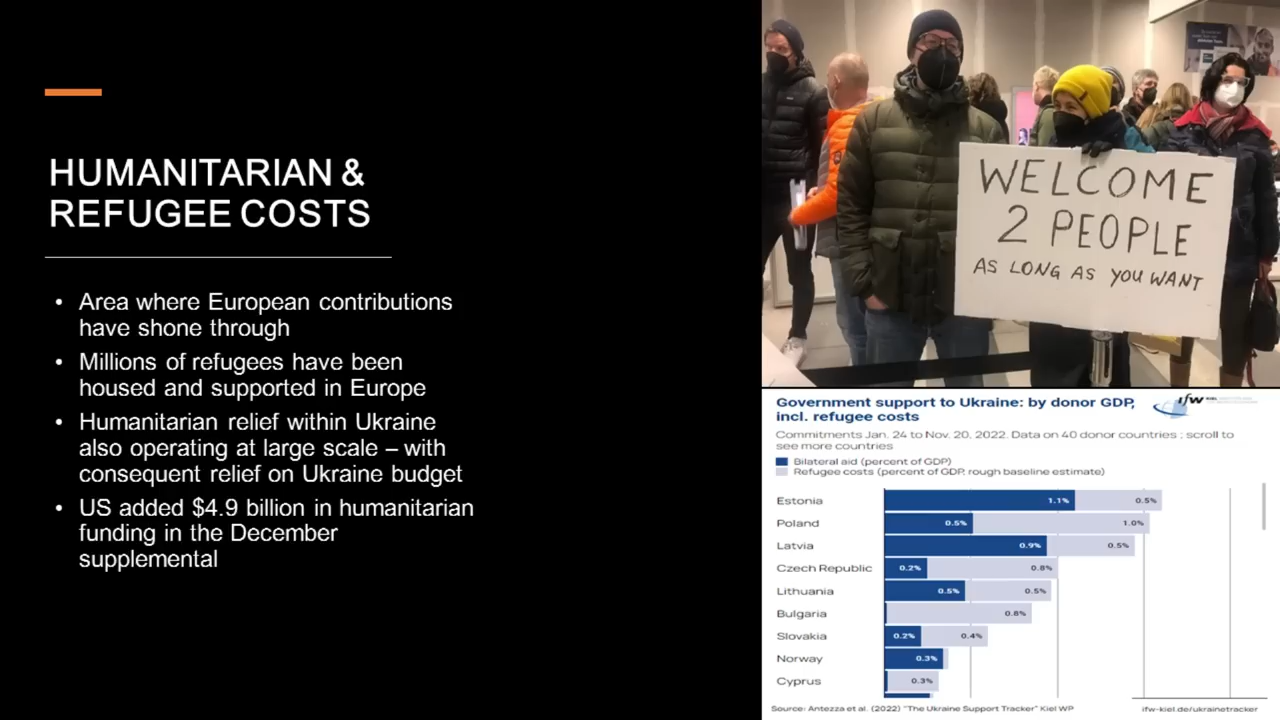 HUMANITARIAN &
REFUGEE COSTS
• Area where European contributions
have shone through
• Millions of refugees have been
housed and supported in Europe
• Humanitarian relief within Ukraine
also operating at large scale – with
consequent relief on Ukraine budget
• US added $4.9 billion in humanitarian
funding in the December
supplemental
WELCOME
2 PEOPLE
AS LONG AS YOU WANT
Government support to Ukraine: by donor GDP,
incl. refugee costs
ifw KIEL
Commitments Jan. 24 to Nov. 20, 2022. Data on 40 donor countries ; scroll to
see more countries
Bilateral aid (percent of GDP)
Refugee costs (percent of GDP, rough baseline estimate)
Estonia 1.1% 0.5%
Poland 0.5% 1.0%
Latvia 0.9% 0.5%
Czech Republic 0.2% 0.8%
Lithuania 0.5% 0.5%
Bulgaria 0.8%
Slovakia 0.2% 0.4%
Norway 0.3%
Cyprus 0.3%
Source: Antezza et al. (2022) "The Ukraine Support Tracker" Kiel WP
ifw-kiel.de/ukrainetracker